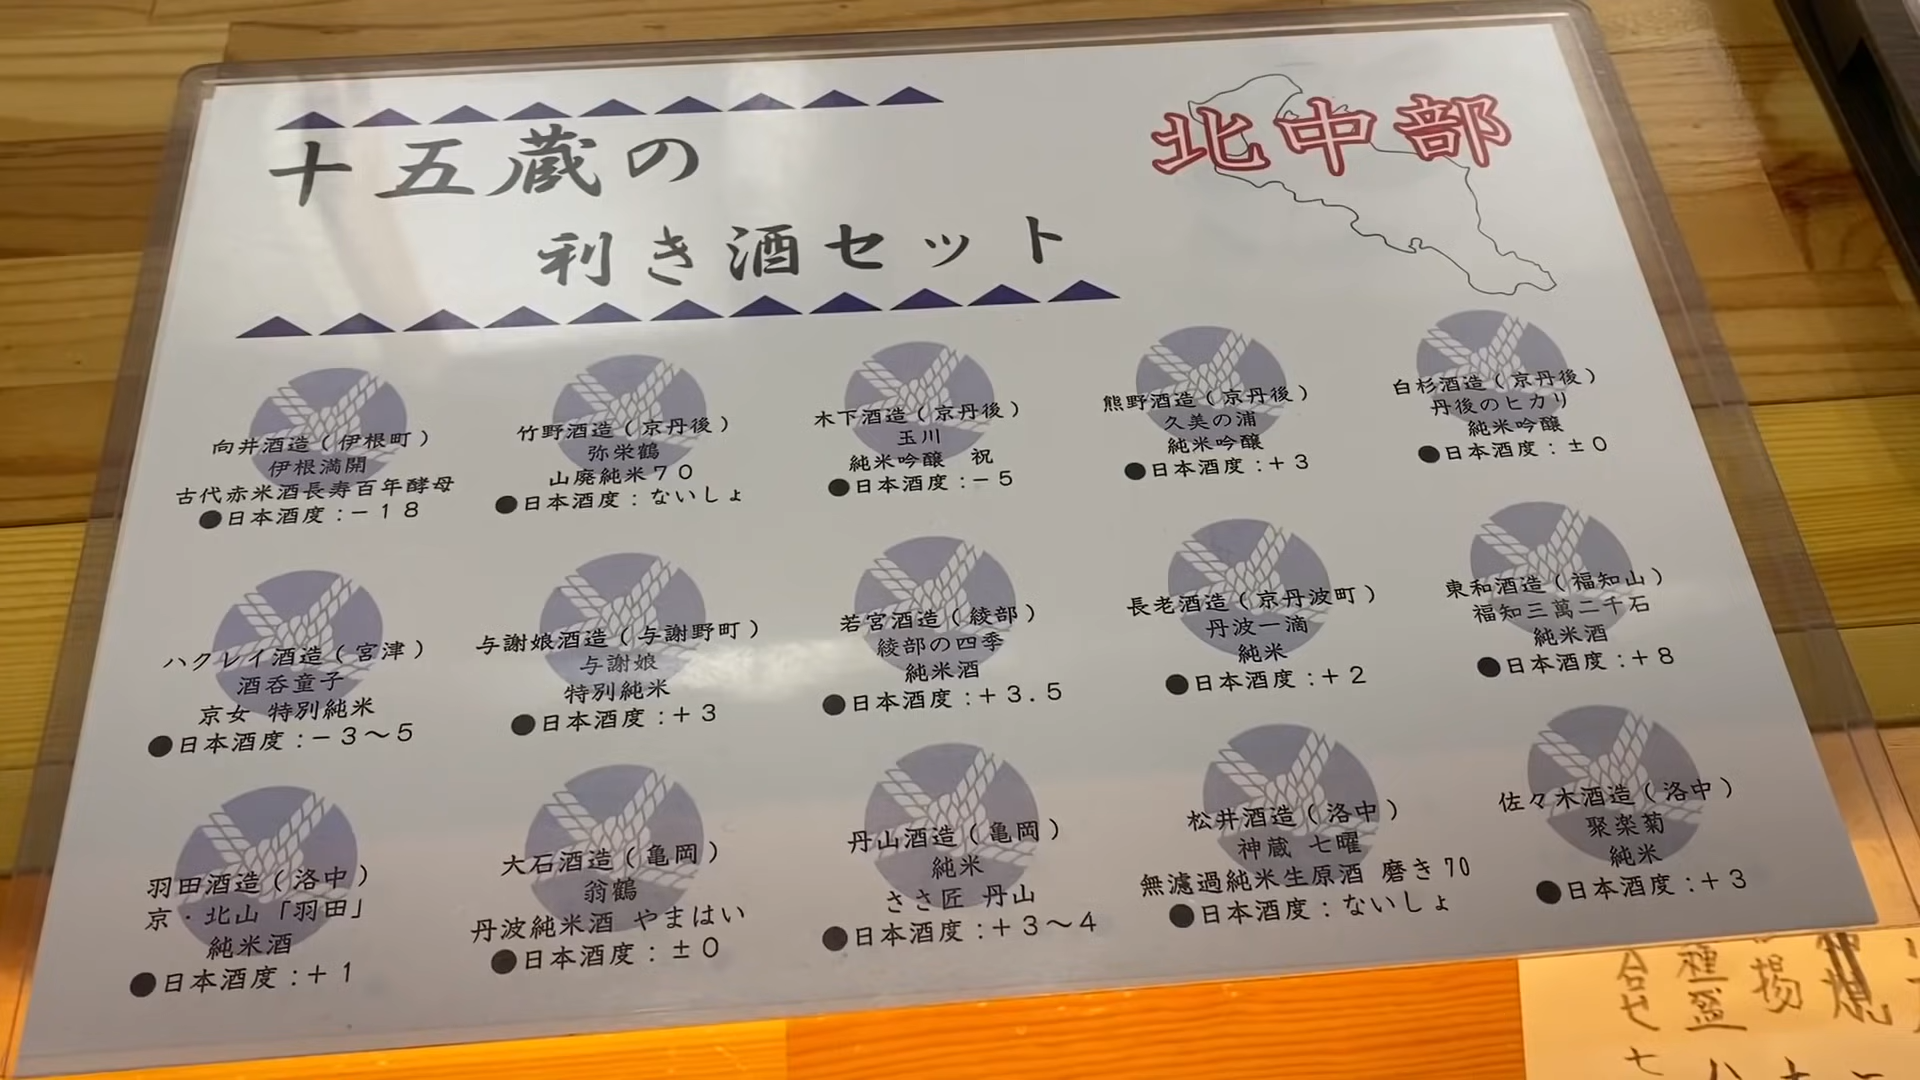 十五蔵の
利き酒セット
北中部
向井酒造(伊根町)
伊根満開
古代赤米酒長寿百年酵母
●日本酒度:−18
竹野酒造(京丹後)
弥栄鶴
山廃純米70
●日本酒度:ないしょ
木下酒造(京丹後)
玉川
純米吟醸 祝
●日本酒度:−5
熊野酒造(京丹後)
久美の浦
純米吟醸
●日本酒度:+3
白杉酒造(京丹後)
丹後のヒカリ
純米吟醸
●日本酒度:±0
ハクレイ酒造(宮津)
酒呑童子
京女 特別純米
●日本酒度:−3〜5
与謝娘酒造(与謝野町)
与謝娘
特別純米
●日本酒度:+3
若宮酒造(綾部)
綾部の四季
純米酒
●日本酒度:+3.5
長老酒造(京丹波町)
丹波一滴
純米
●日本酒度:+2
東和酒造(福知山)
福知三萬二千石
純米酒
●日本酒度:+8
羽田酒造(洛中)
京・北山「羽田」
純米酒
●日本酒度:+1
大石酒造(亀岡)
翁鶴
丹波純米酒 やまはい
●日本酒度:±0
丹山酒造(亀岡)
純米
ささ匠 丹山
●日本酒度:+3〜4
松井酒造(洛中)
神蔵 七曜
無濾過純米生原酒 磨き70
●日本酒度:ないしょ
佐々木酒造(洛中)
聚楽菊
純米
●日本酒度:+3